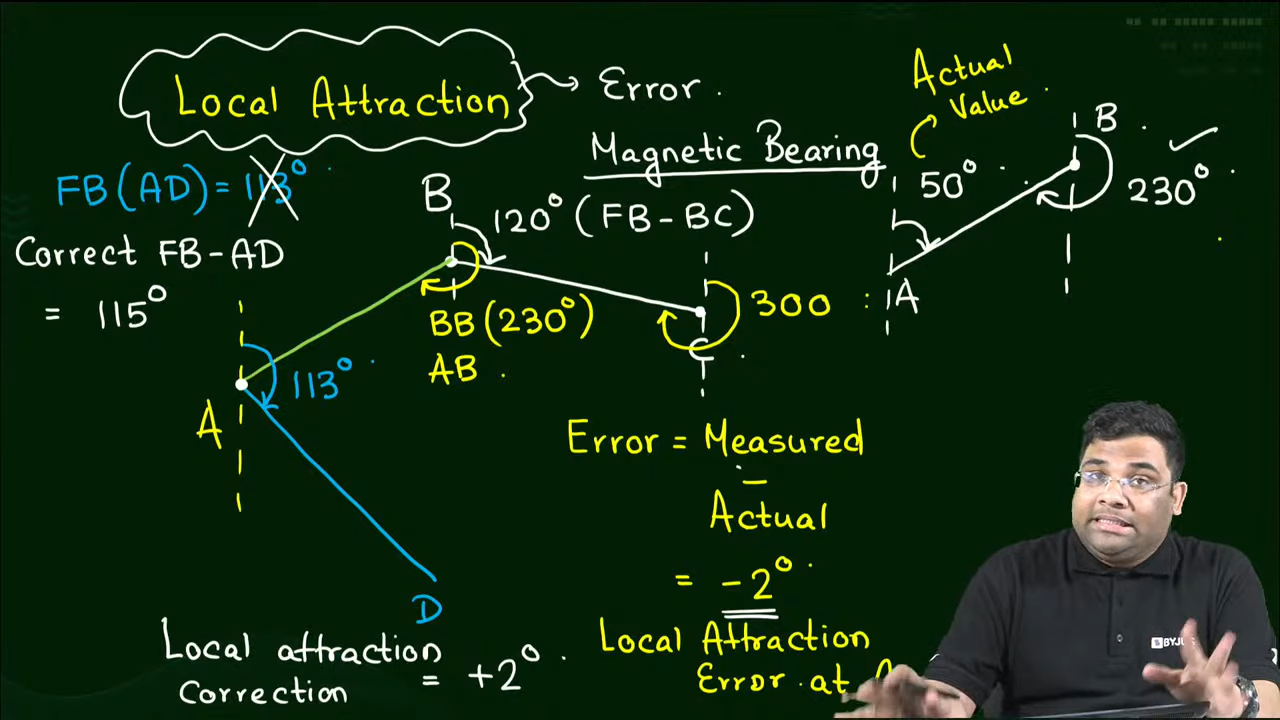 Local Attraction
Error.
Magnetic Bearing
Actual
Value
FB(AD) = 113°
Correct FB-AD
= 115°
B
120° (FB-BC)
BB(230°)
AB
300
C
A
113°
D
50°
B
230°
A
Error = Measured
-
Actual
= -2°
Local Attraction
Error at
Local attraction
correction = +2°